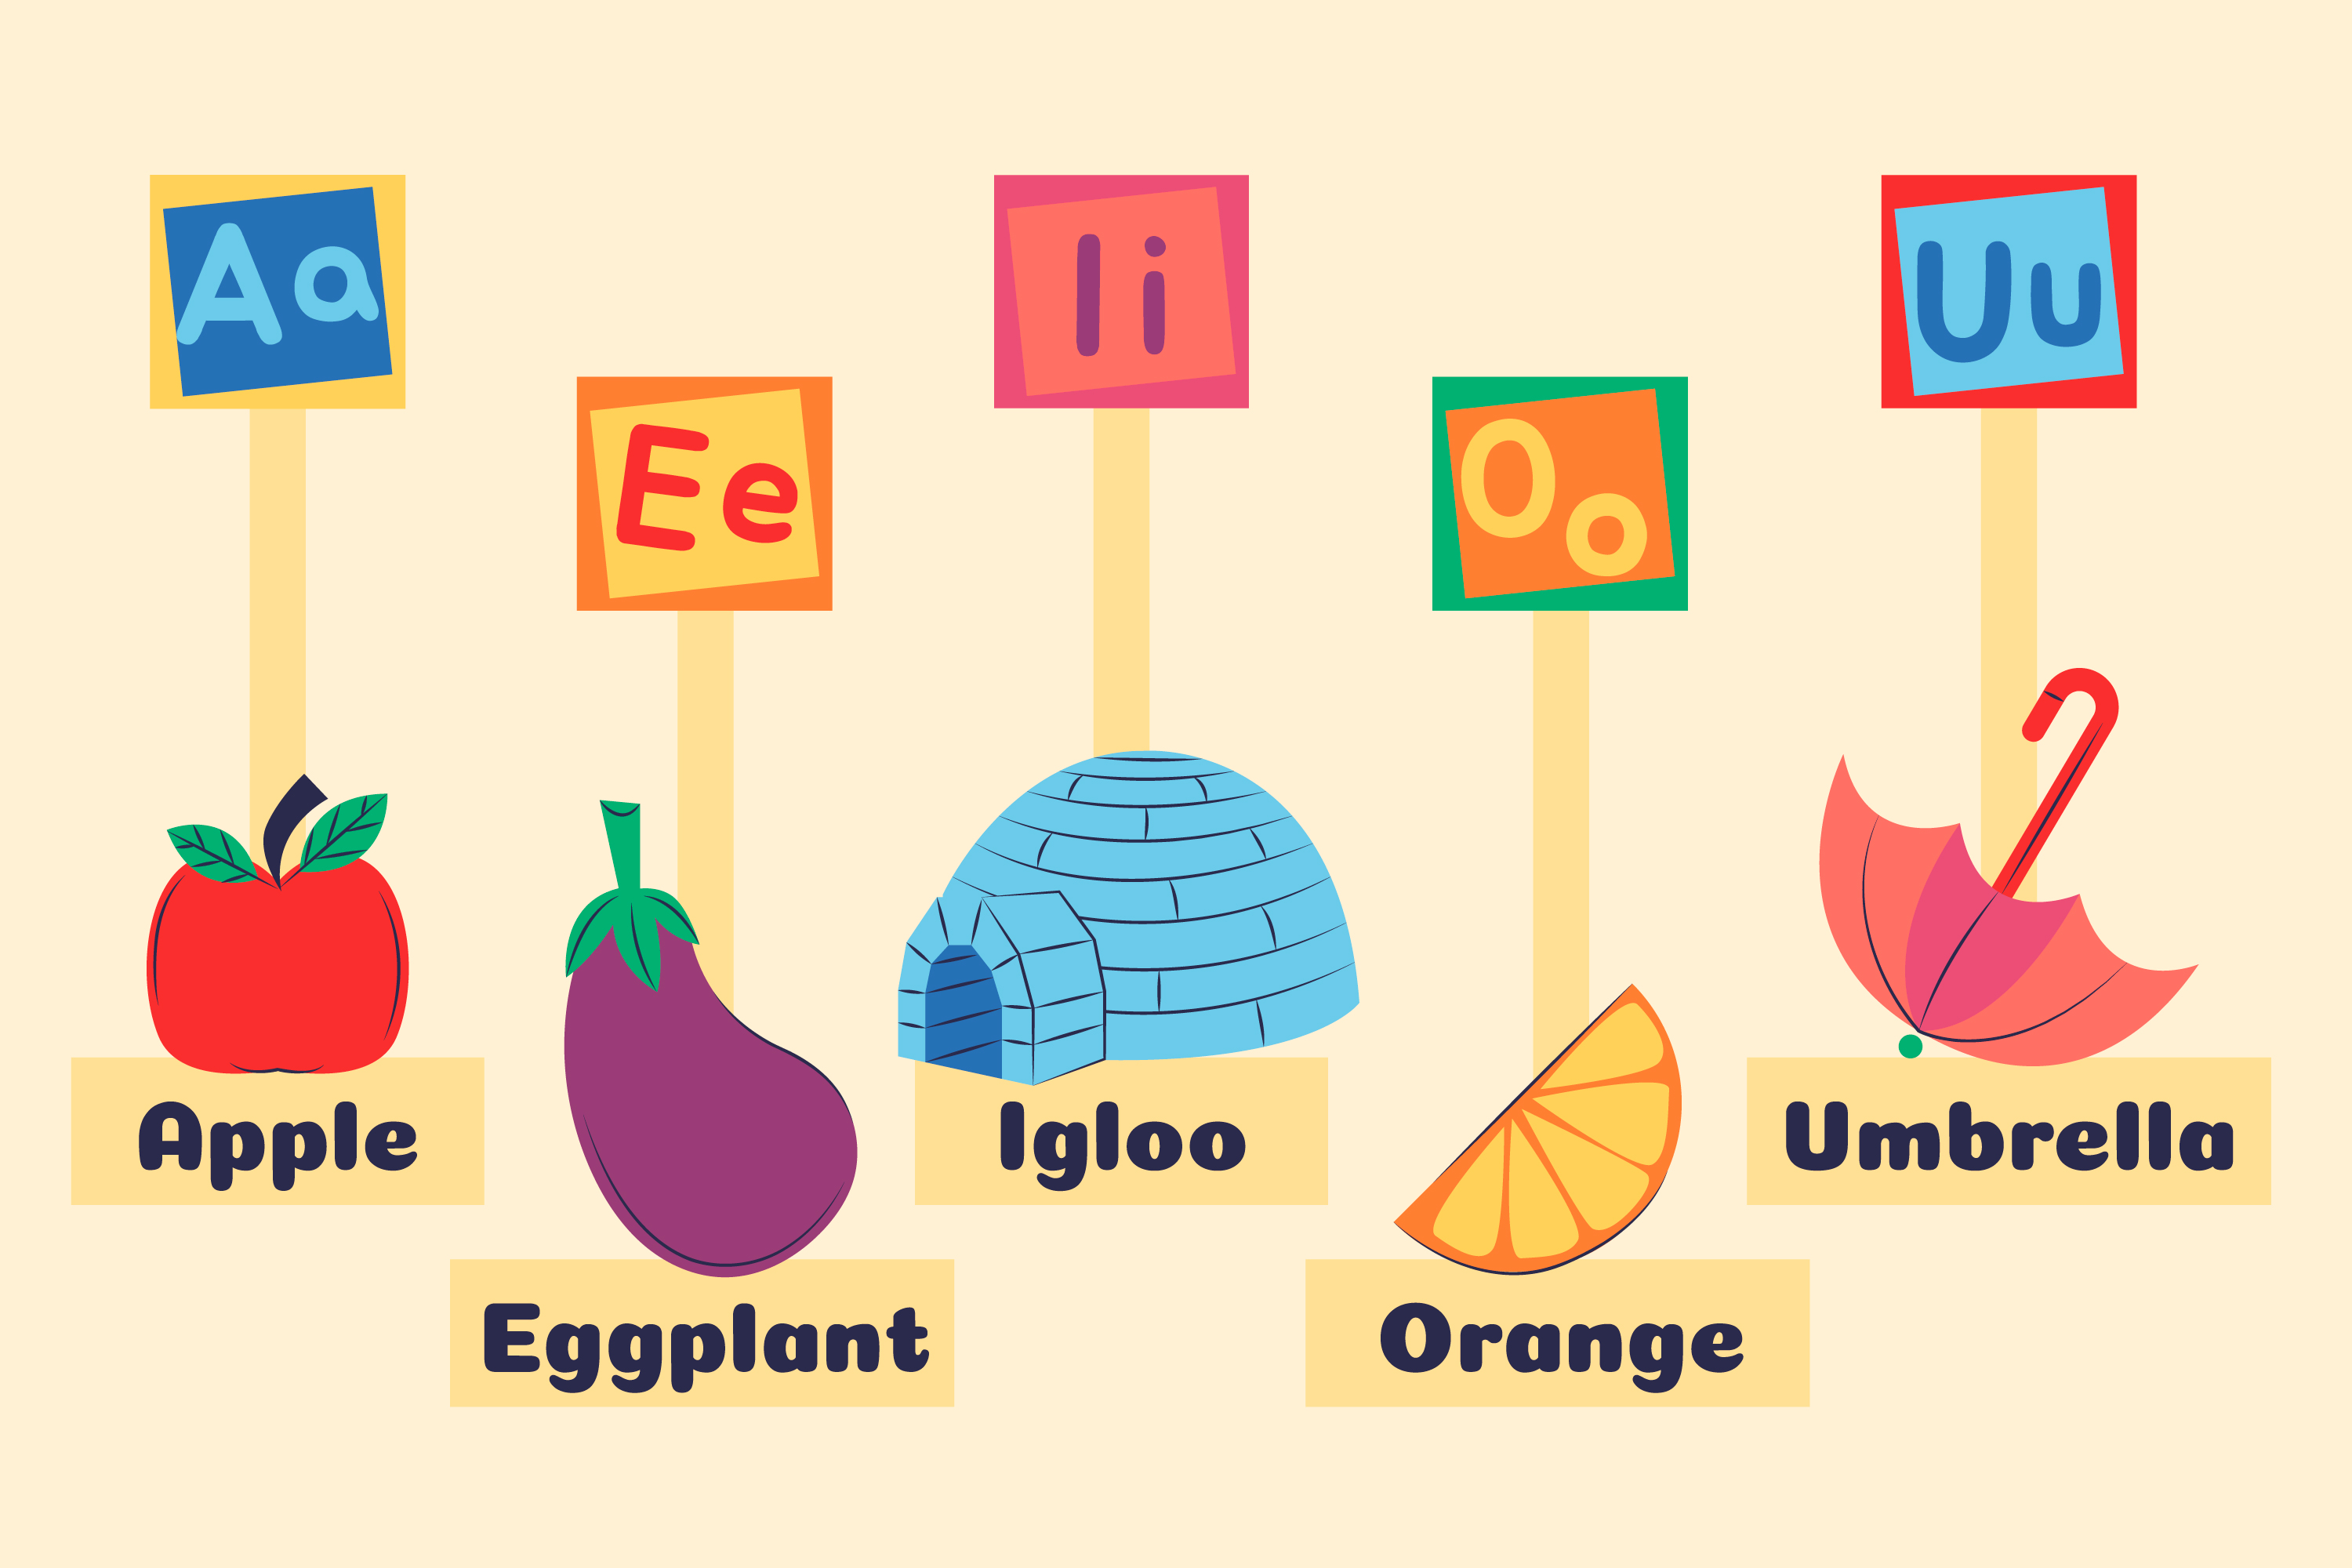 Aa
Ee
Ii
Oo
Uu
Apple
Eggplant
Igloo
Orange
Umbrella